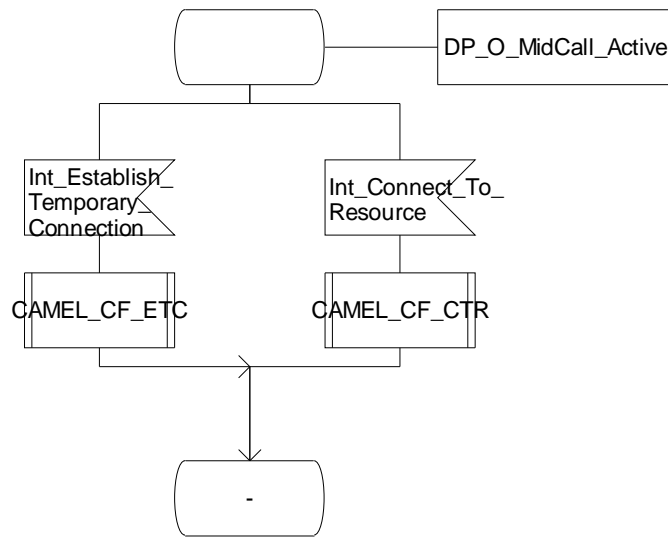 DP_O_MidCall_Active
Int_Establish_
Temporary_
Connection
Int_Connect_To_
Resource
CAMEL_CF_ETC
CAMEL_CF_CTR
-